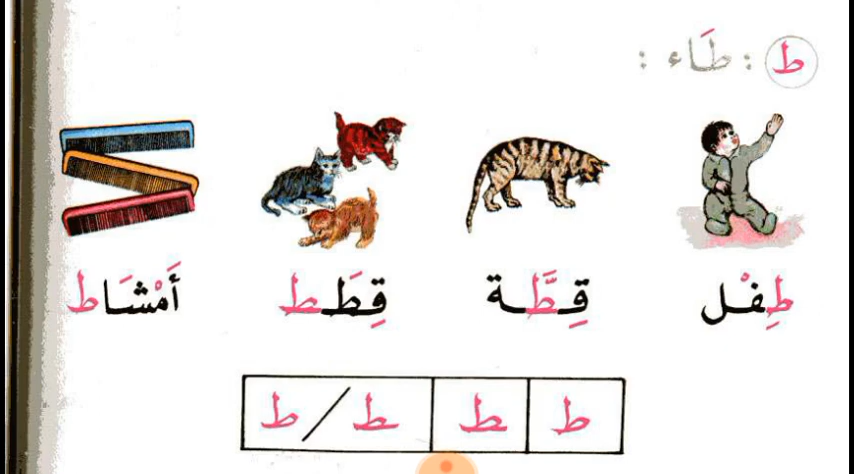 ط : طَاء :
طِفْل قِطَّة قِطَط أَمْشَاط
ط ط ط / ط